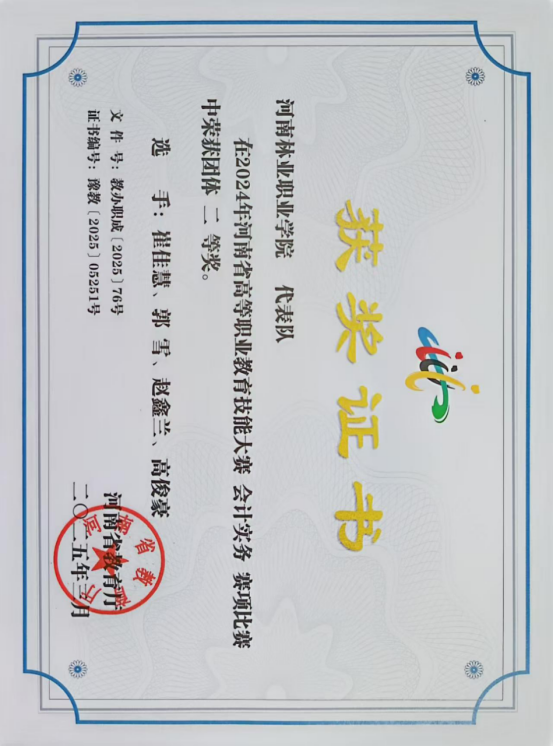 获奖证书
河南林业职业学院 代表队
在2024年河南省高等职业教育技能大赛 会计实务 赛项比赛
中荣获团体 二 等奖。
选 手：崔佳慧、郭 雪、赵鑫兰、高俊豪
文 件 号：教办职成〔2025〕76号
证书编号：豫教〔2025〕05251号
河南省教育厅
二〇二五年三月